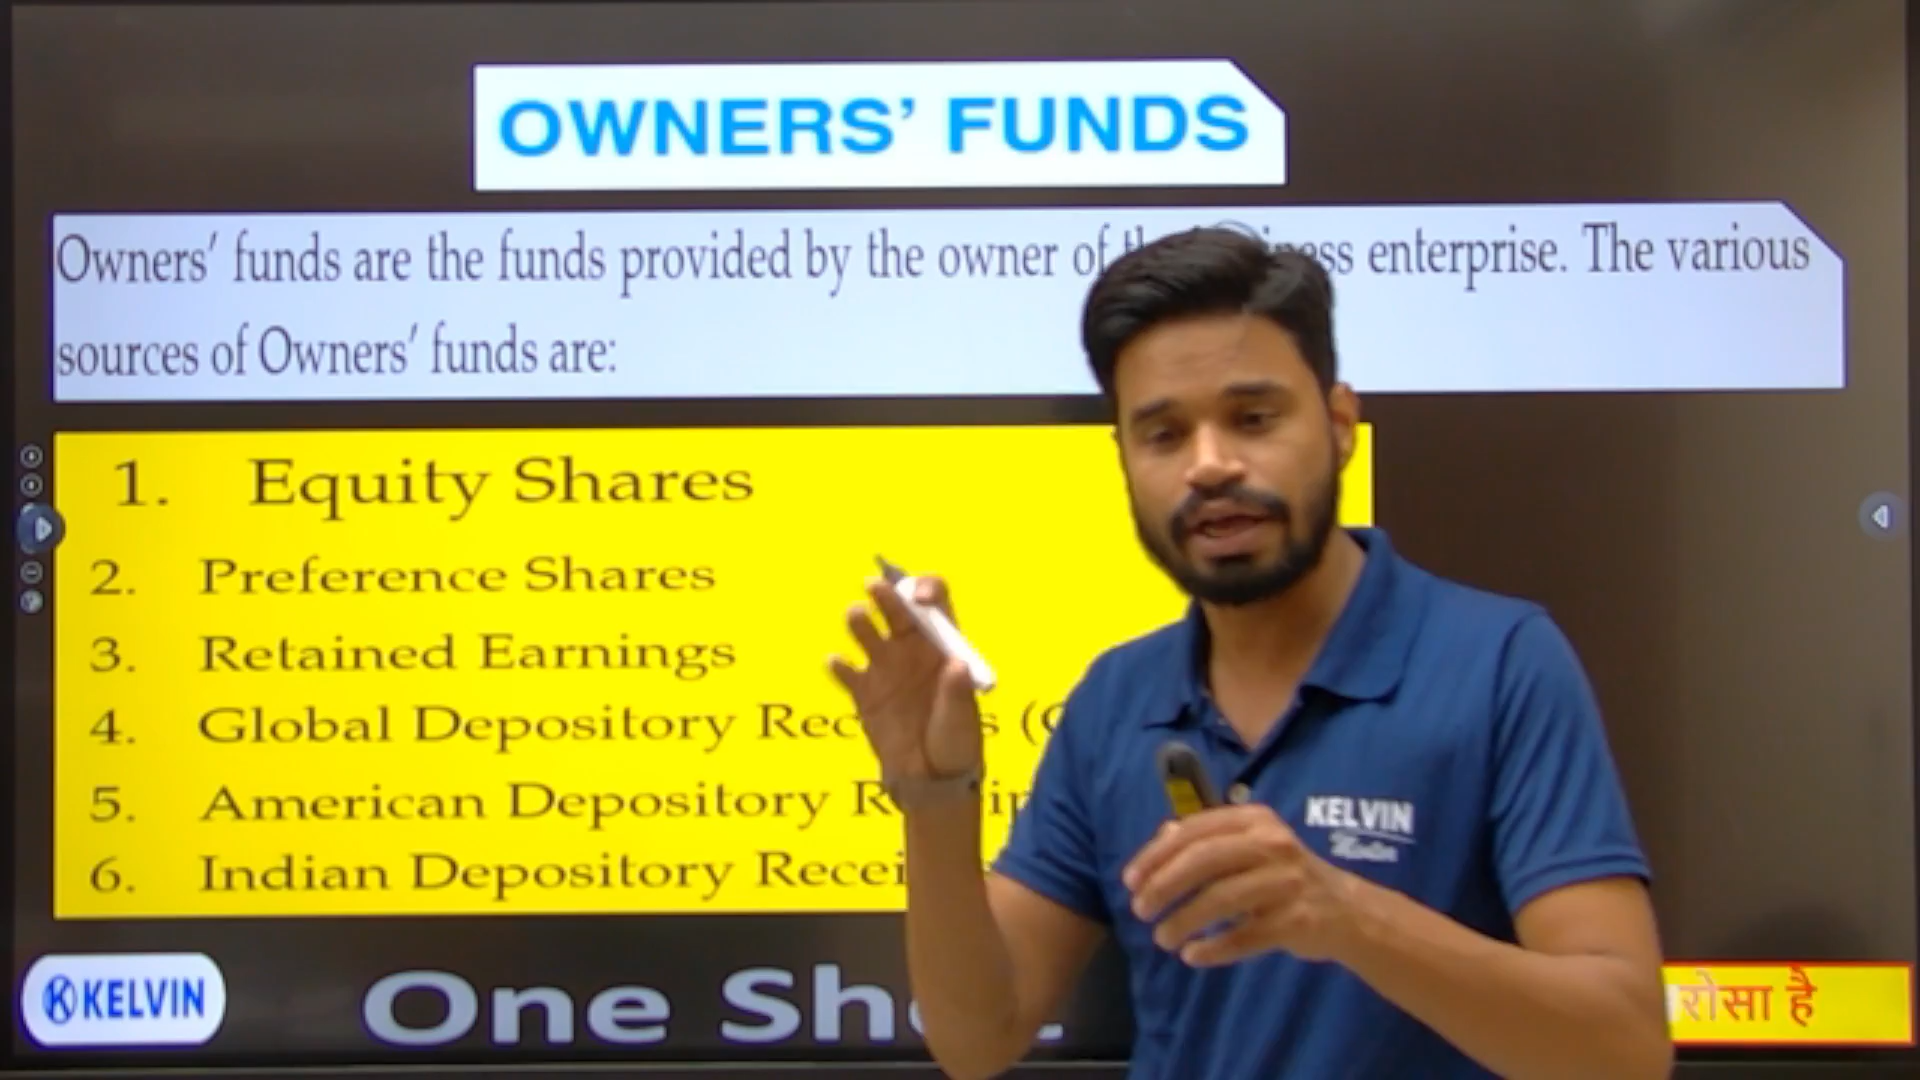 OWNERS’ FUNDS
Owners’ funds are the funds provided by the owner of enterprise. The various
sources of Owners’ funds are:
1. Equity Shares
2. Preference Shares
3. Retained Earnings
4. Global Depository
5. American Depository
6. Indian Depository
KELVIN
KELVIN
One
है